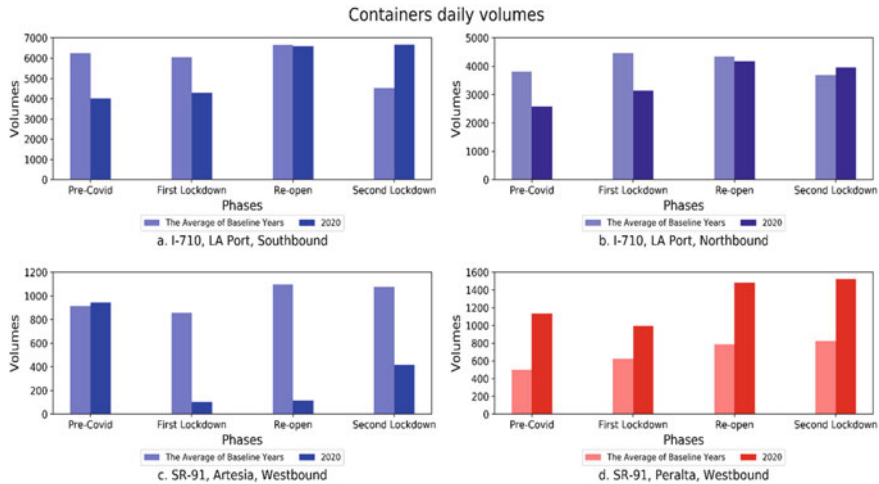 Containers daily volumes
7000
6000
5000
4000
3000
2000
1000
0
Volumes
Pre-Covid First Lockdown Re-open Second Lockdown
Phases
The Average of Baseline Years 2020
a. I-710, LA Port, Southbound
5000
4000
3000
2000
1000
0
Volumes
Pre-Covid First Lockdown Re-open Second Lockdown
Phases
The Average of Baseline Years 2020
b. I-710, LA Port, Northbound
1200
1000
800
600
400
200
0
Volumes
Pre-Covid First Lockdown Re-open Second Lockdown
Phases
The Average of Baseline Years 2020
c. SR-91, Artesia, Westbound
1600
1400
1200
1000
800
600
400
200
0
Volumes
Pre-Covid First Lockdown Re-open Second Lockdown
Phases
The Average of Baseline Years 2020
d. SR-91, Peralta, Westbound